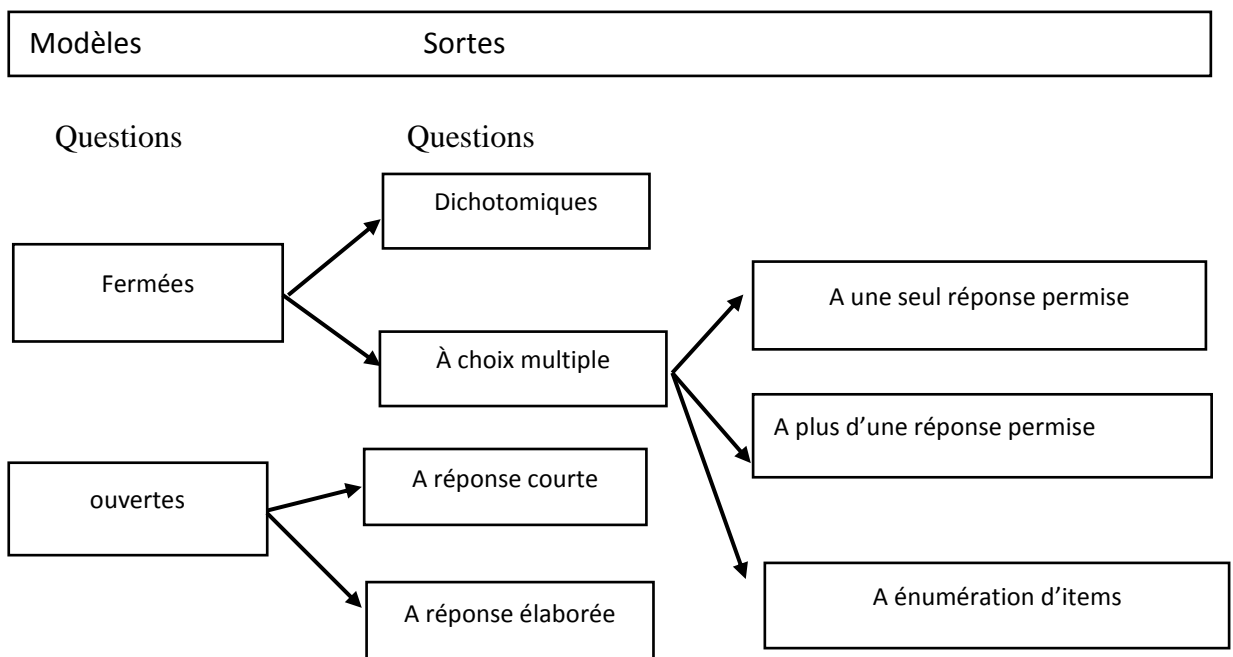 Modèles Sortes
Questions Questions
Dichotomiques
Fermées
A une seul réponse permise
À choix multiple
A plus d’une réponse permise
A réponse courte
ouvertes
A énumération d’items
A réponse élaborée